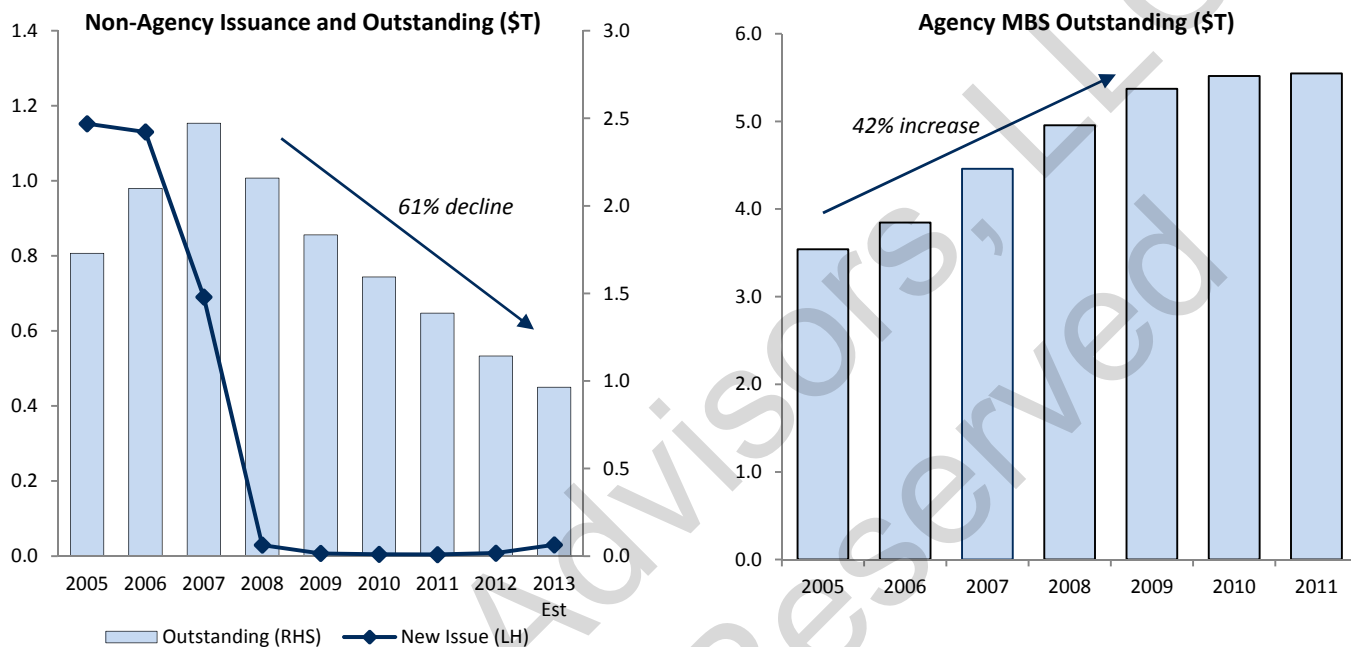 Non-Agency Issuance and Outstanding ($T)
1.4
1.2
1.0
0.8
0.6
0.4
0.2
0.0
3.0
2.5
2.0
1.5
1.0
0.5
0.0
61% decline
2005 2006 2007 2008 2009 2010 2011 2012 2013
Est
Outstanding (RHS) New Issue (LH)
Agency MBS Outstanding ($T)
6.0
5.0
4.0
3.0
2.0
1.0
0.0
42% increase
2005 2006 2007 2008 2009 2010 2011
Advisors,
Reserved